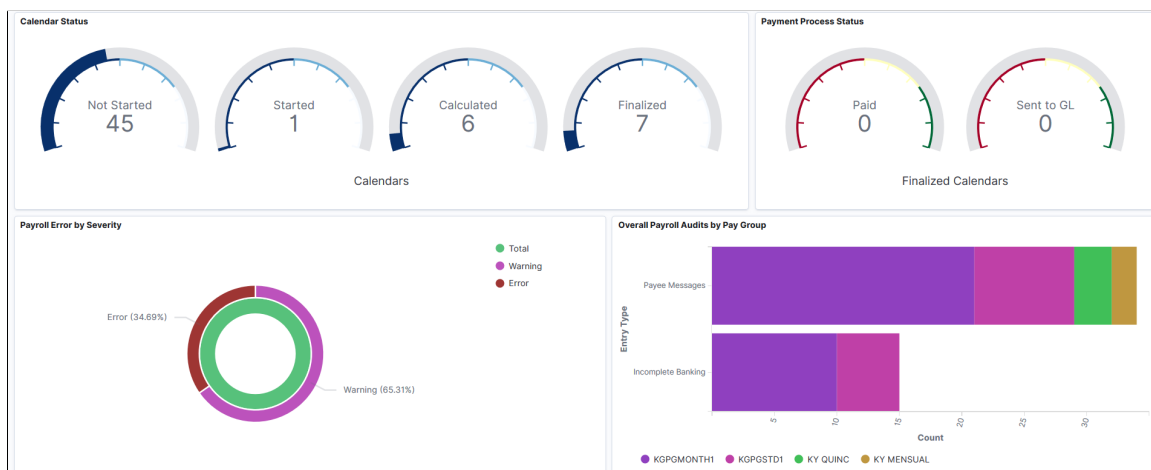 Calendar Status
Not Started
45
Started
1
Calculated
6
Finalized
7
Calendars
Payment Process Status
Paid
0
Sent to GL
0
Finalized Calendars
Payroll Error by Severity
Total
Warning
Error
Error (34.69%)
Warning (65.31%)
Overall Payroll Audits by Pay Group
Entry Type
Payee Messages
Incomplete Banking
5
10
15
20
25
30
Count
KGPGMONTH1 KGPGSTD1 KY QUINC KY MENSUAL